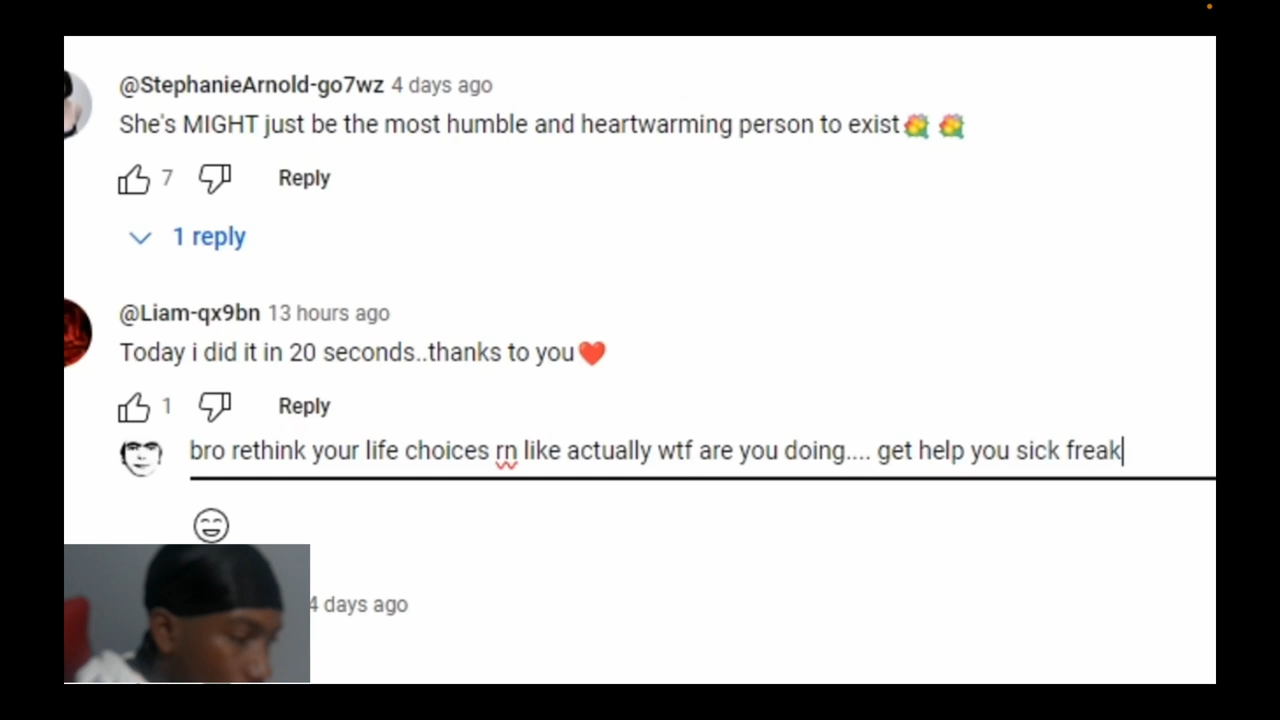 @StephanieArnold-go7wz 4 days ago
She's MIGHT just be the most humble and heartwarming person to exist💐 💐
7 Reply
1 reply
@Liam-qx9bn 13 hours ago
Today i did it in 20 seconds..thanks to you❤️
1 Reply
bro rethink your life choices rn like actually wtf are you doing.... get help you sick freak
4 days ago